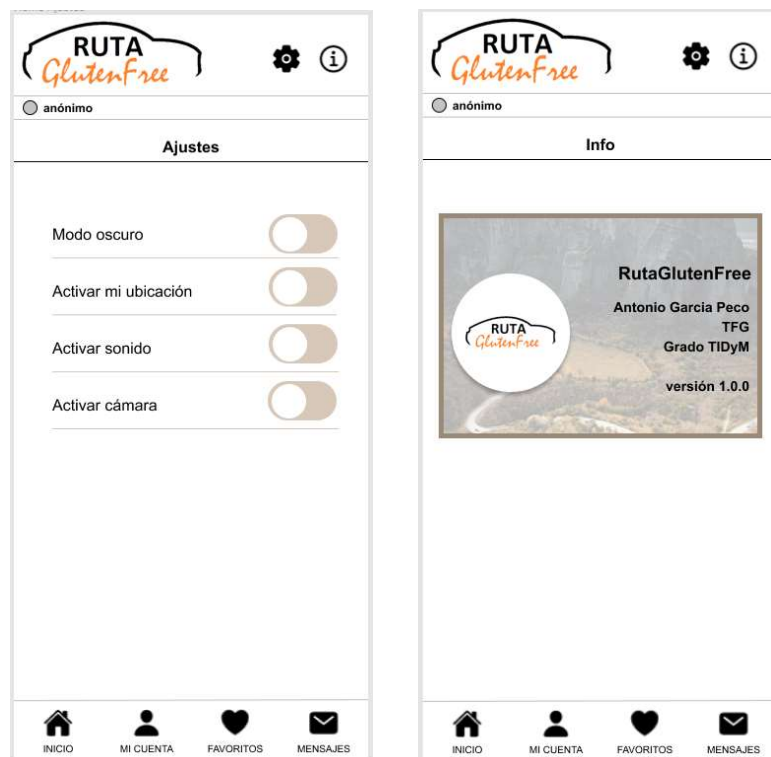 RUTA
GlutenFree
anónimo
Ajustes
Modo oscuro
Activar mi ubicación
Activar sonido
Activar cámara
INICIO MI CUENTA FAVORITOS MENSAJES
RUTA
GlutenFree
anónimo
Info
RUTA
GlutenFree
RutaGlutenFree
Antonio Garcia Peco
TFG
Grado TIDyM
versión 1.0.0
INICIO MI CUENTA FAVORITOS MENSAJES